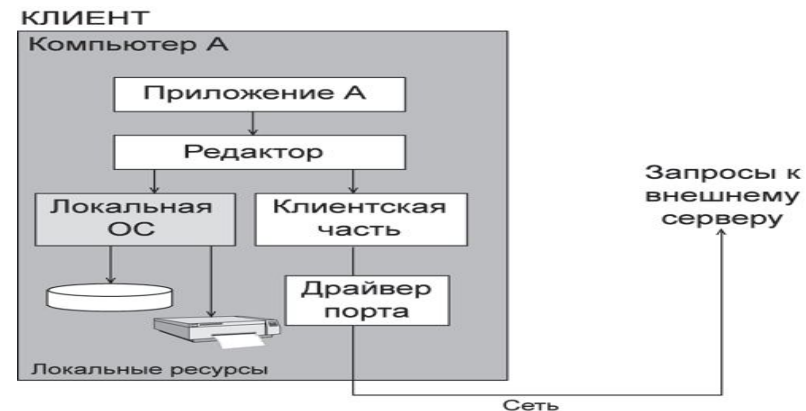 КЛИЕНТ
Компьютер А
Приложение А
Редактор
Локальная
ОС
Клиентская
часть
Драйвер
порта
Локальные ресурсы
Сеть
Запросы к
внешнему
серверу